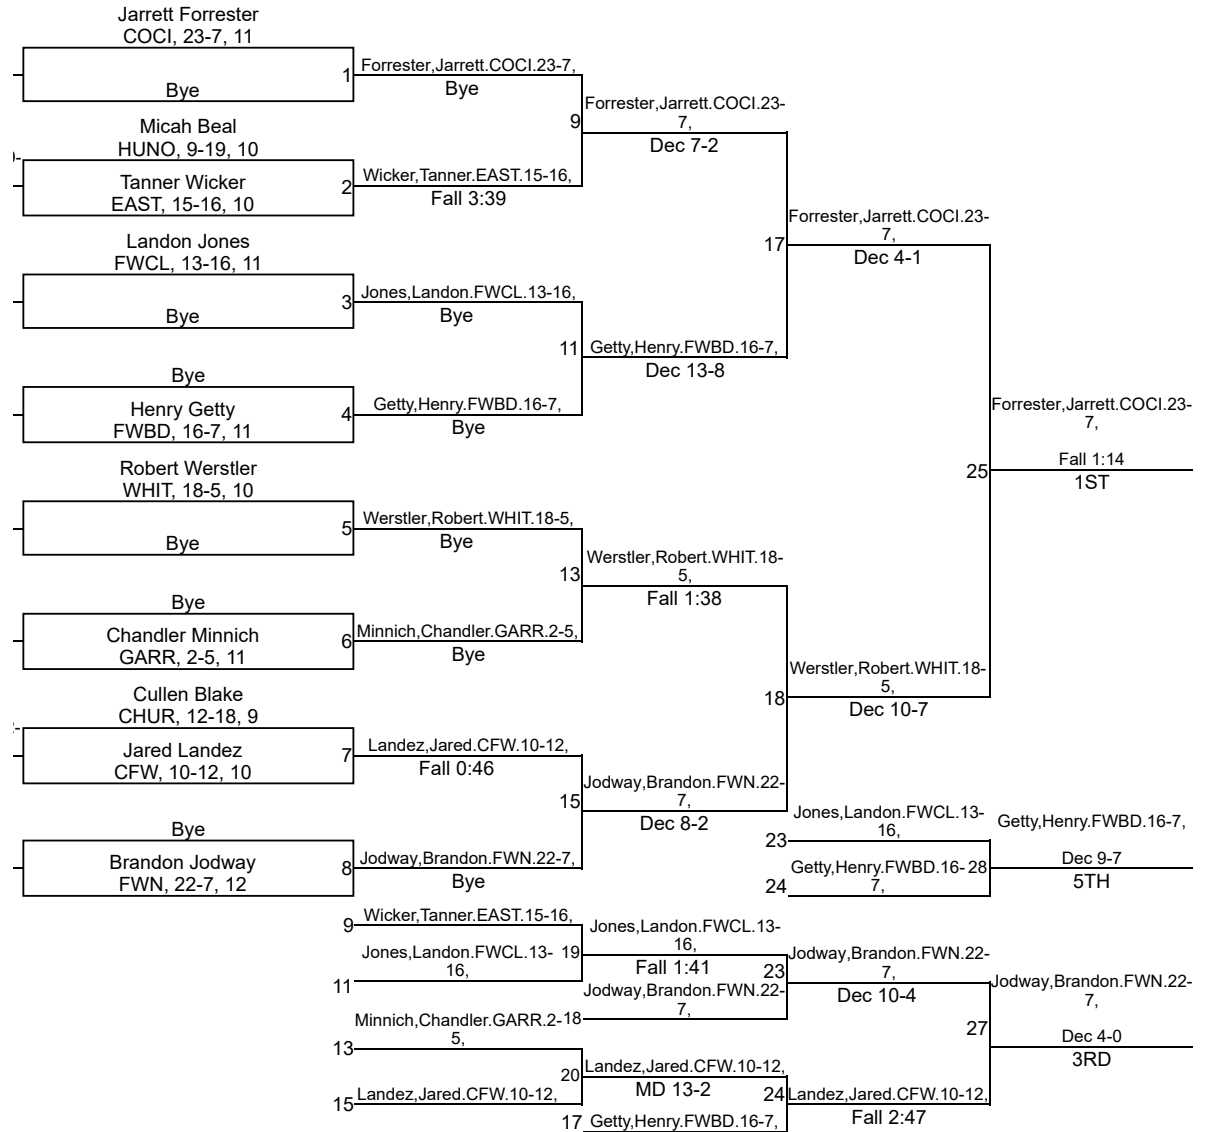 Jarrett Forrester
COCI, 23-7, 11
1
Forrester,Jarrett.COCI.23-7,
Bye
Bye
Forrester,Jarrett.COCI.23-
7,
9
Dec 7-2
Micah Beal
HUNO, 9-19, 10
Tanner Wicker
EAST, 15-16, 10
2
Wicker,Tanner.EAST.15-16,
Fall 3:39
Forrester,Jarrett.COCI.23-
7,
17
Dec 4-1
Landon Jones
FWCL, 13-16, 11
3
Jones,Landon.FWCL.13-16,
Bye
Bye
11
Getty,Henry.FWBD.16-7,
Dec 13-8
Bye
Henry Getty
FWBD, 16-7, 11
4
Getty,Henry.FWBD.16-7,
Bye
Forrester,Jarrett.COCI.23-
7,
25
Fall 1:14
1ST
Robert Werstler
WHIT, 18-5, 10
5
Werstler,Robert.WHIT.18-5,
Bye
Bye
Werstler,Robert.WHIT.18-
5,
13
Fall 1:38
Bye
Chandler Minnich
GARR, 2-5, 11
6
Minnich,Chandler.GARR.2-5,
Bye
Werstler,Robert.WHIT.18-
5,
18
Dec 10-7
Cullen Blake
CHUR, 12-18, 9
Jared Landez
CFW, 10-12, 10
7
Landez,Jared.CFW.10-12,
Fall 0:46
Jodway,Brandon.FWN.22-
7,
15
Dec 8-2
Bye
Brandon Jodway
FWN, 22-7, 12
8
Jodway,Brandon.FWN.22-7,
Bye
Jones,Landon.FWCL.13-
16,
23
Getty,Henry.FWBD.16-
7,
24
28
Getty,Henry.FWBD.16-7,
Dec 9-7
5TH
9
Wicker,Tanner.EAST.15-16,
Jones,Landon.FWCL.13-
16,
11
19
Jones,Landon.FWCL.13-
16,
Fall 1:41
Jodway,Brandon.FWN.22-
7,
18
23
Jodway,Brandon.FWN.22-
7,
Dec 10-4
Minnich,Chandler.GARR.2-
5,
13
15
Landez,Jared.CFW.10-12,
20
Landez,Jared.CFW.10-12,
MD 13-2
17
Getty,Henry.FWBD.16-7,
24
Landez,Jared.CFW.10-12,
Fall 2:47
27
Jodway,Brandon.FWN.22-
7,
Dec 4-0
3RD